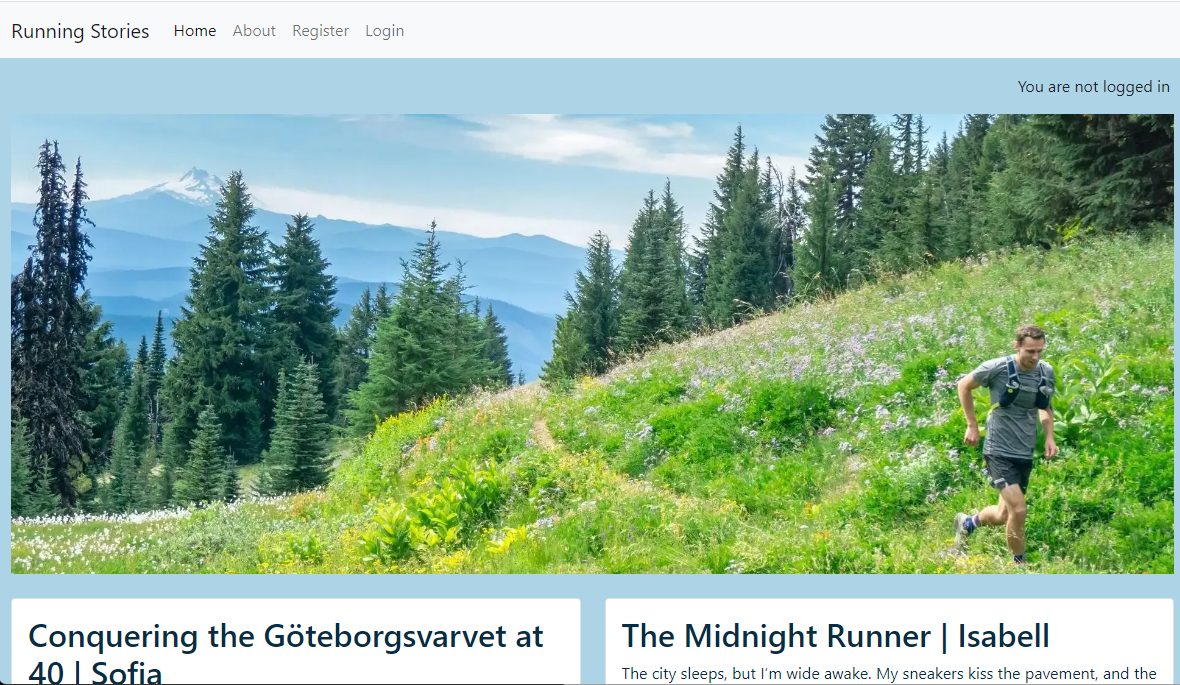 Running Stories Home About Register Login
You are not logged in
Conquering the Göteborgsvarvet at
40 | Sofia
The Midnight Runner | Isabell
The city sleeps, but I’m wide awake. My sneakers kiss the pavement, and the